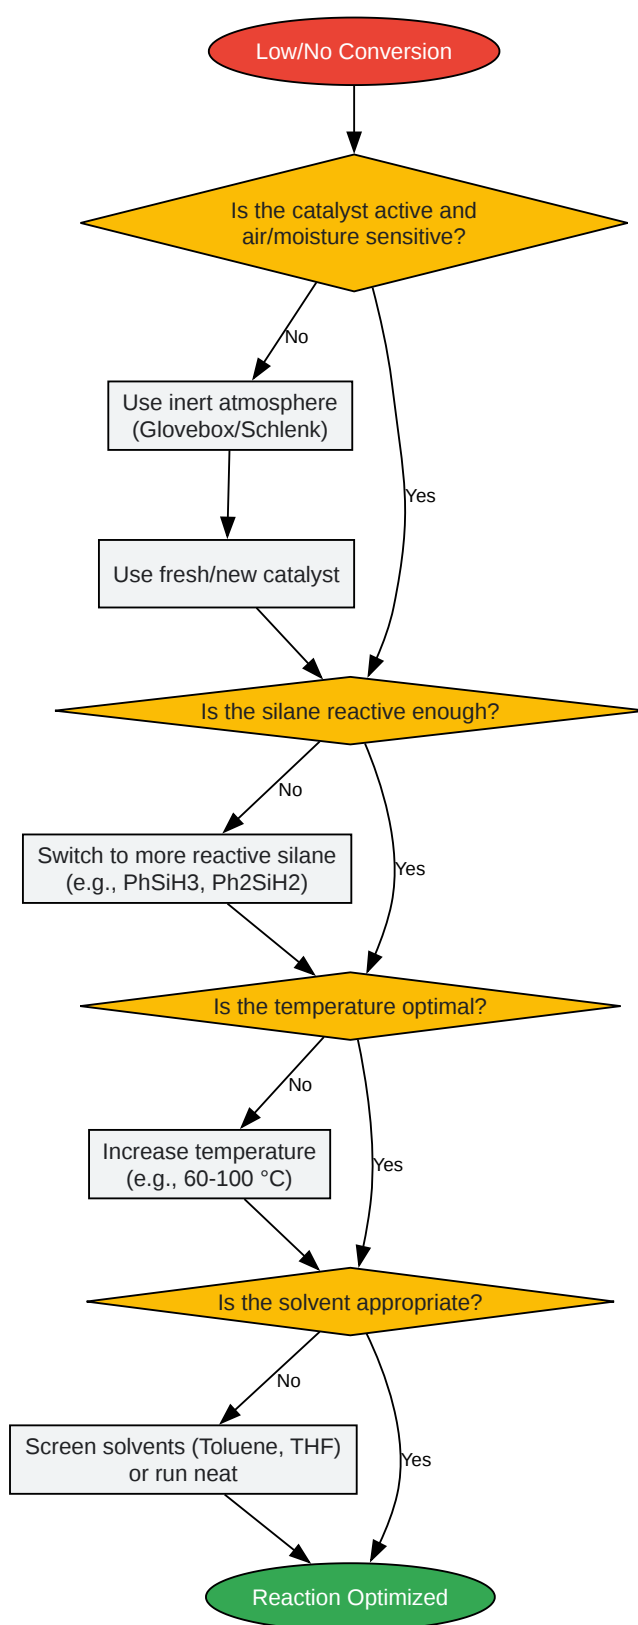 Low/No Conversion
Is the catalyst active and
air/moisture sensitive?
No
Use inert atmosphere
(Glovebox/Schlenk)
Yes
Use fresh/new catalyst
Is the silane reactive enough?
No
Switch to more reactive silane
(e.g., PhSiH3, Ph2SiH2)
Yes
Is the temperature optimal?
No
Increase temperature
(e.g., 60-100 °C)
Yes
Is the solvent appropriate?
No
Screen solvents (Toluene, THF)
or run neat
Yes
Reaction Optimized